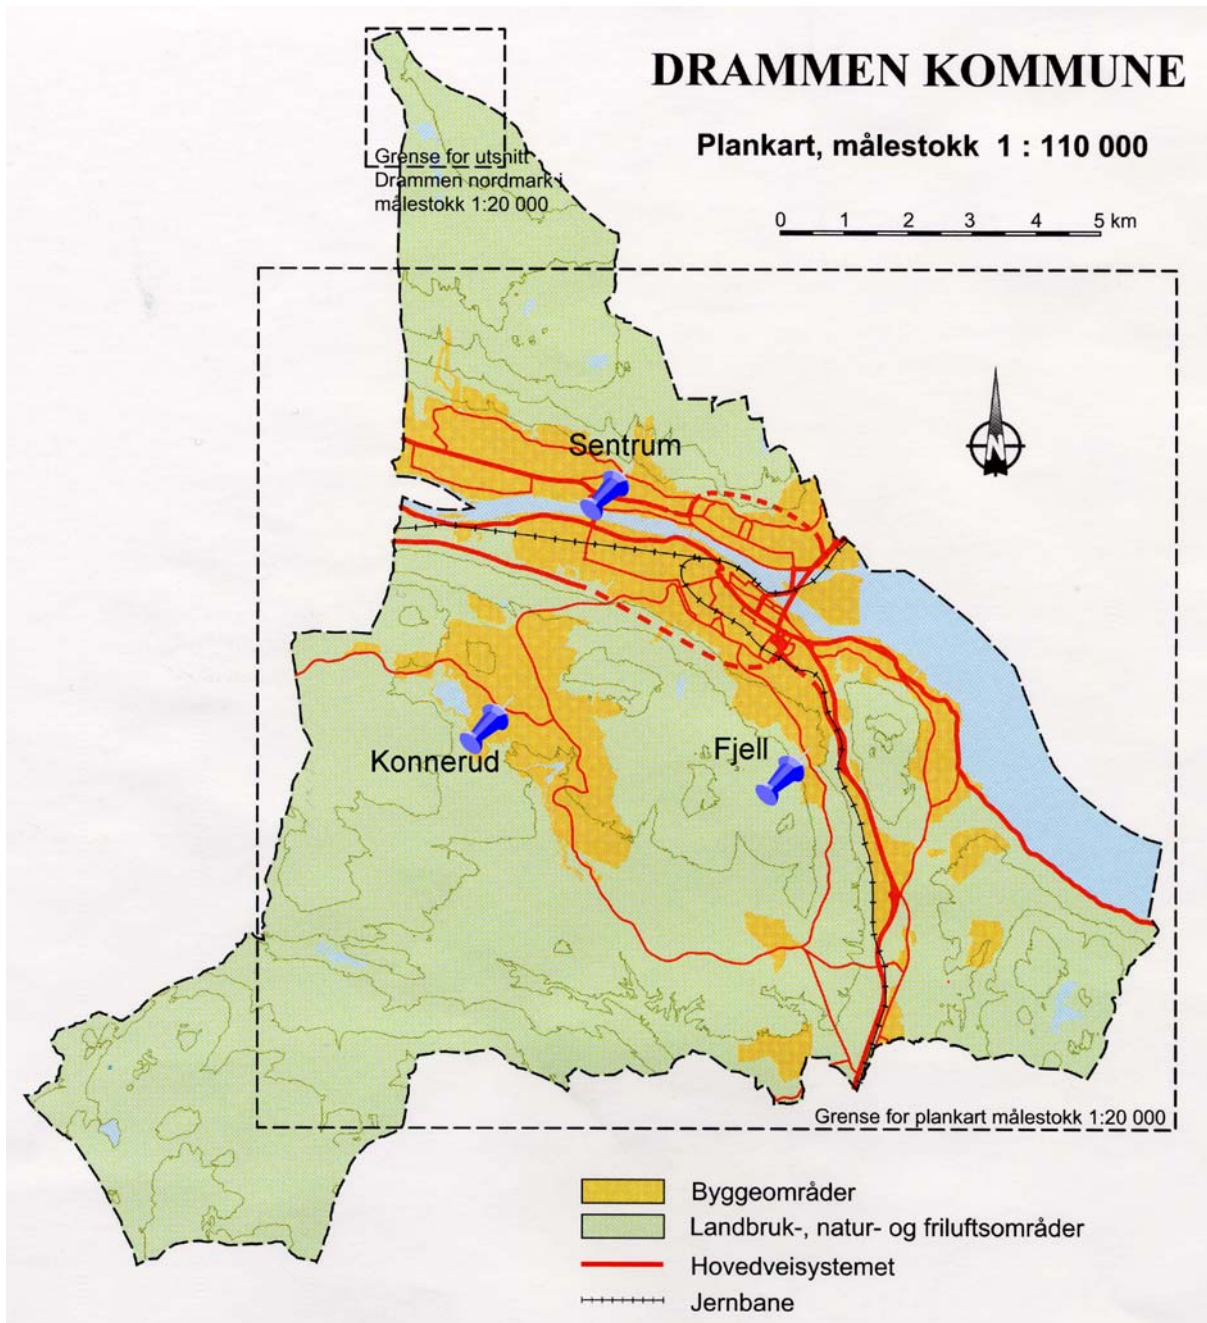 DRAMMEN KOMMUNE
Plankart, målestokk 1 : 110 000
0 1 2 3 4 5 km
Grense for utsnitt
Drammen nordmark i
målestokk 1:20 000
N
Sentrum
Konnerud
Fjell
Grense for plankart målestokk 1:20 000
Byggeområder
Landbruk-, natur- og friluftsområder
Hovedveisystemet
Jernbane